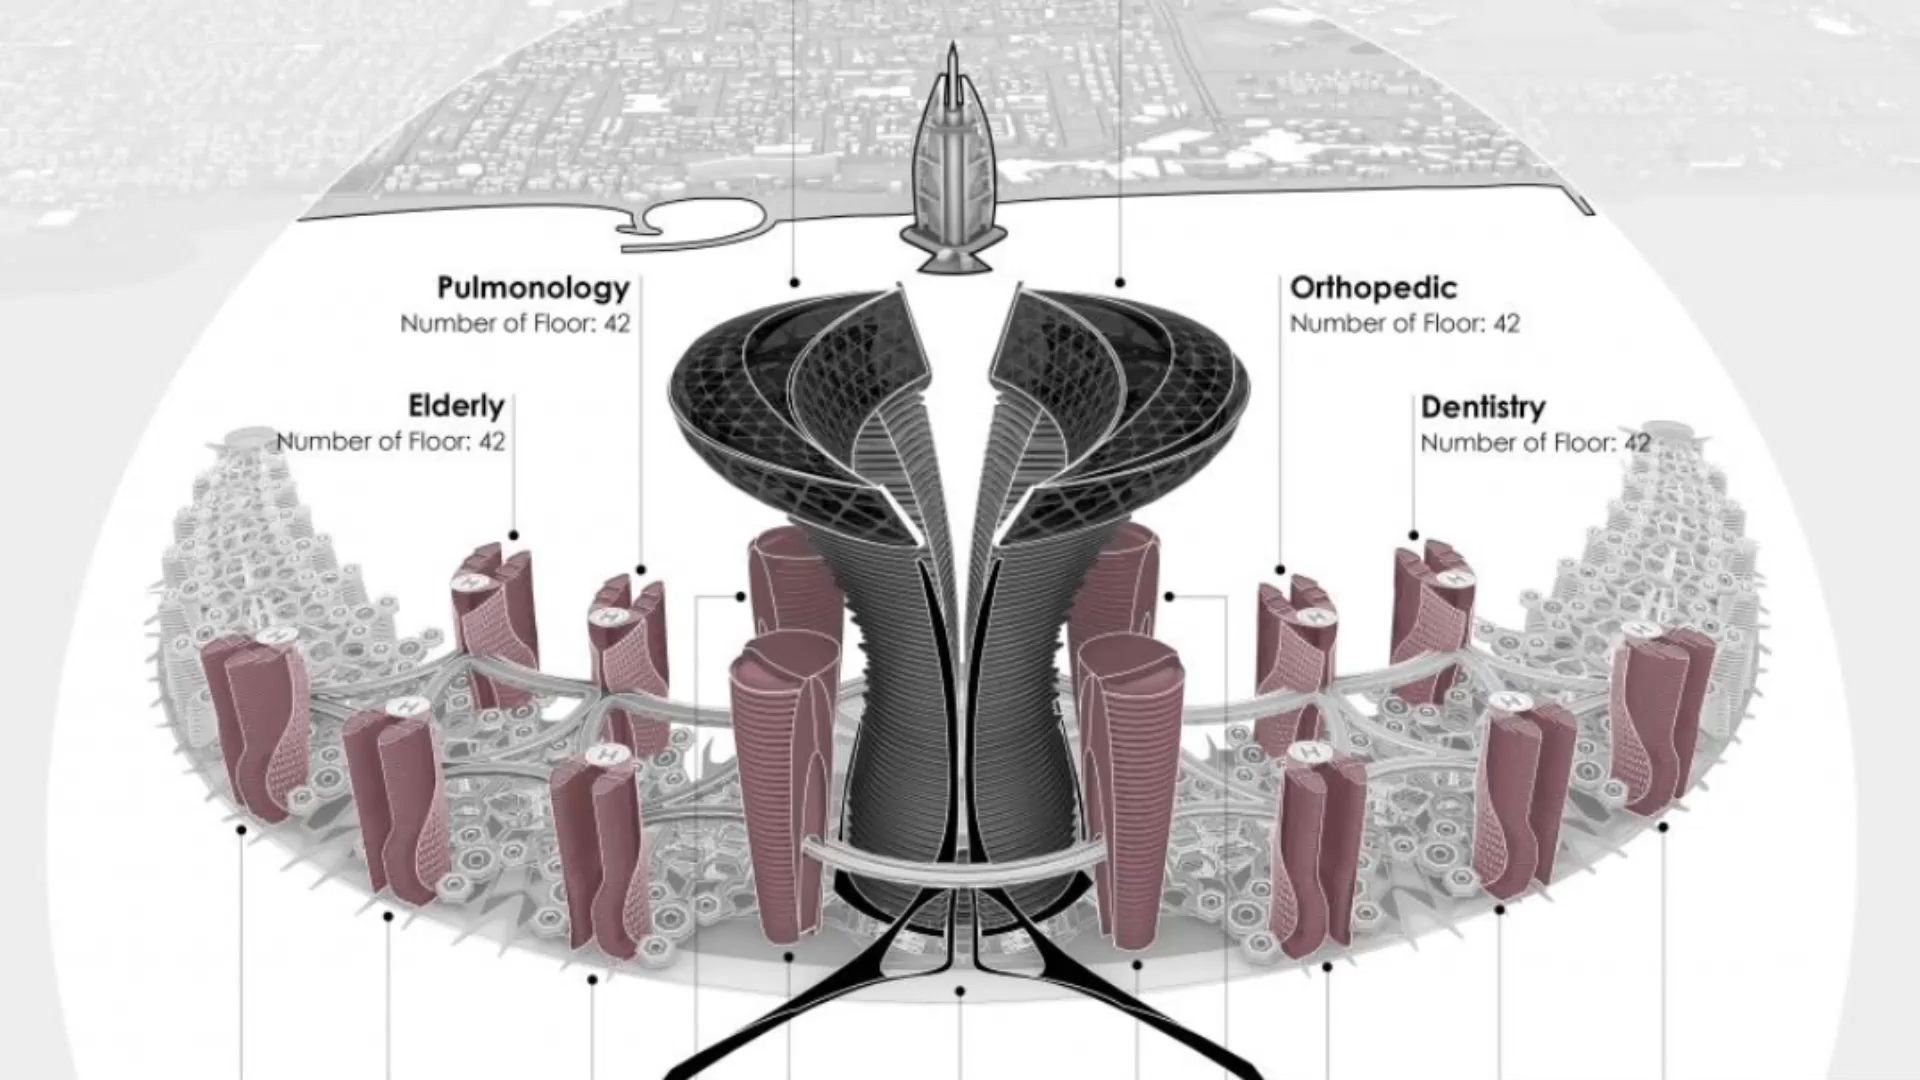 Pulmonology
Number of Floor: 42
Orthopedic
Number of Floor: 42
Elderly
Number of Floor: 42
Dentistry
Number of Floor: 42
H
H
H
H
H
H
H
H
H
H